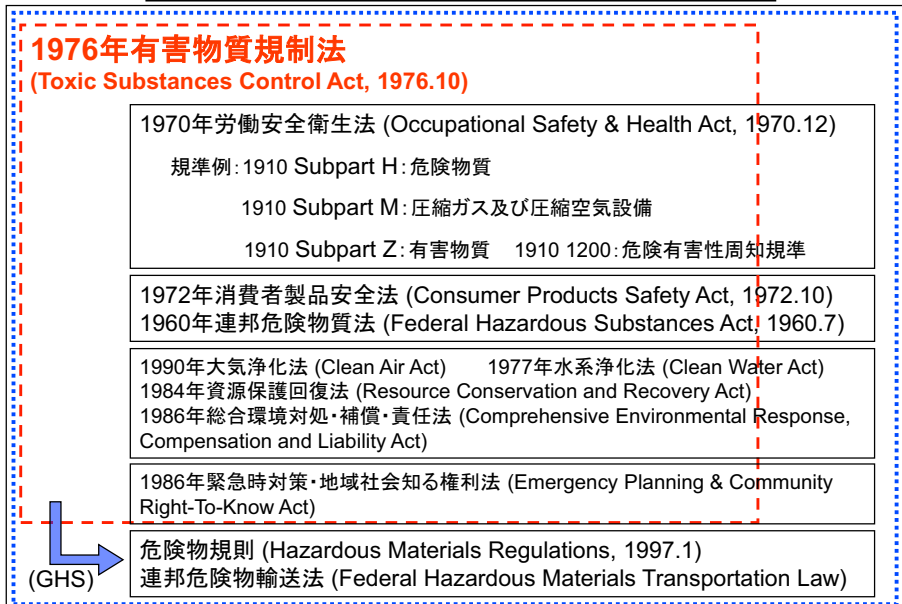 1976年有害物質規制法
(Toxic Substances Control Act, 1976.10)
1970年労働安全衛生法 (Occupational Safety & Health Act, 1970.12)
規準例：1910 Subpart H：危険物質
1910 Subpart M：圧縮ガス及び圧縮空気設備
1910 Subpart Z：有害物質　1910 1200：危険有害性周知規準
1972年消費者製品安全法 (Consumer Products Safety Act, 1972.10)
1960年連邦危険物質法 (Federal Hazardous Substances Act, 1960.7)
1990年大気浄化法 (Clean Air Act)　1977年水系浄化法 (Clean Water Act)
1984年資源保護回復法 (Resource Conservation and Recovery Act)
1986年総合環境対処・補償・責任法 (Comprehensive Environmental Response,
Compensation and Liability Act)
1986年緊急時対策・地域社会知る権利法 (Emergency Planning & Community
Right-To-Know Act)
危険物規則 (Hazardous Materials Regulations, 1997.1)
(GHS)
連邦危険物輸送法 (Federal Hazardous Materials Transportation Law)